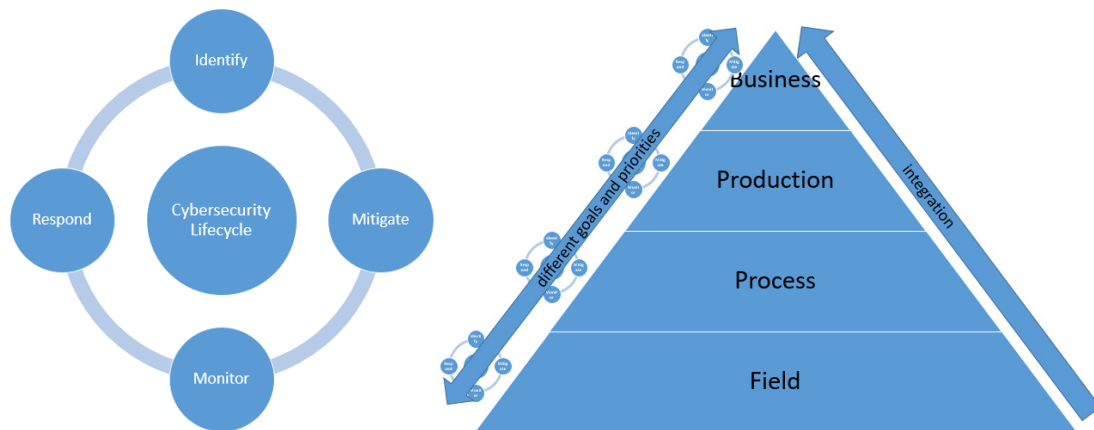 Identify
Respond
Cybersecurity
Lifecycle
Mitigate
Monitor
different goals and priorities
Business
Production
Process
Field
integration